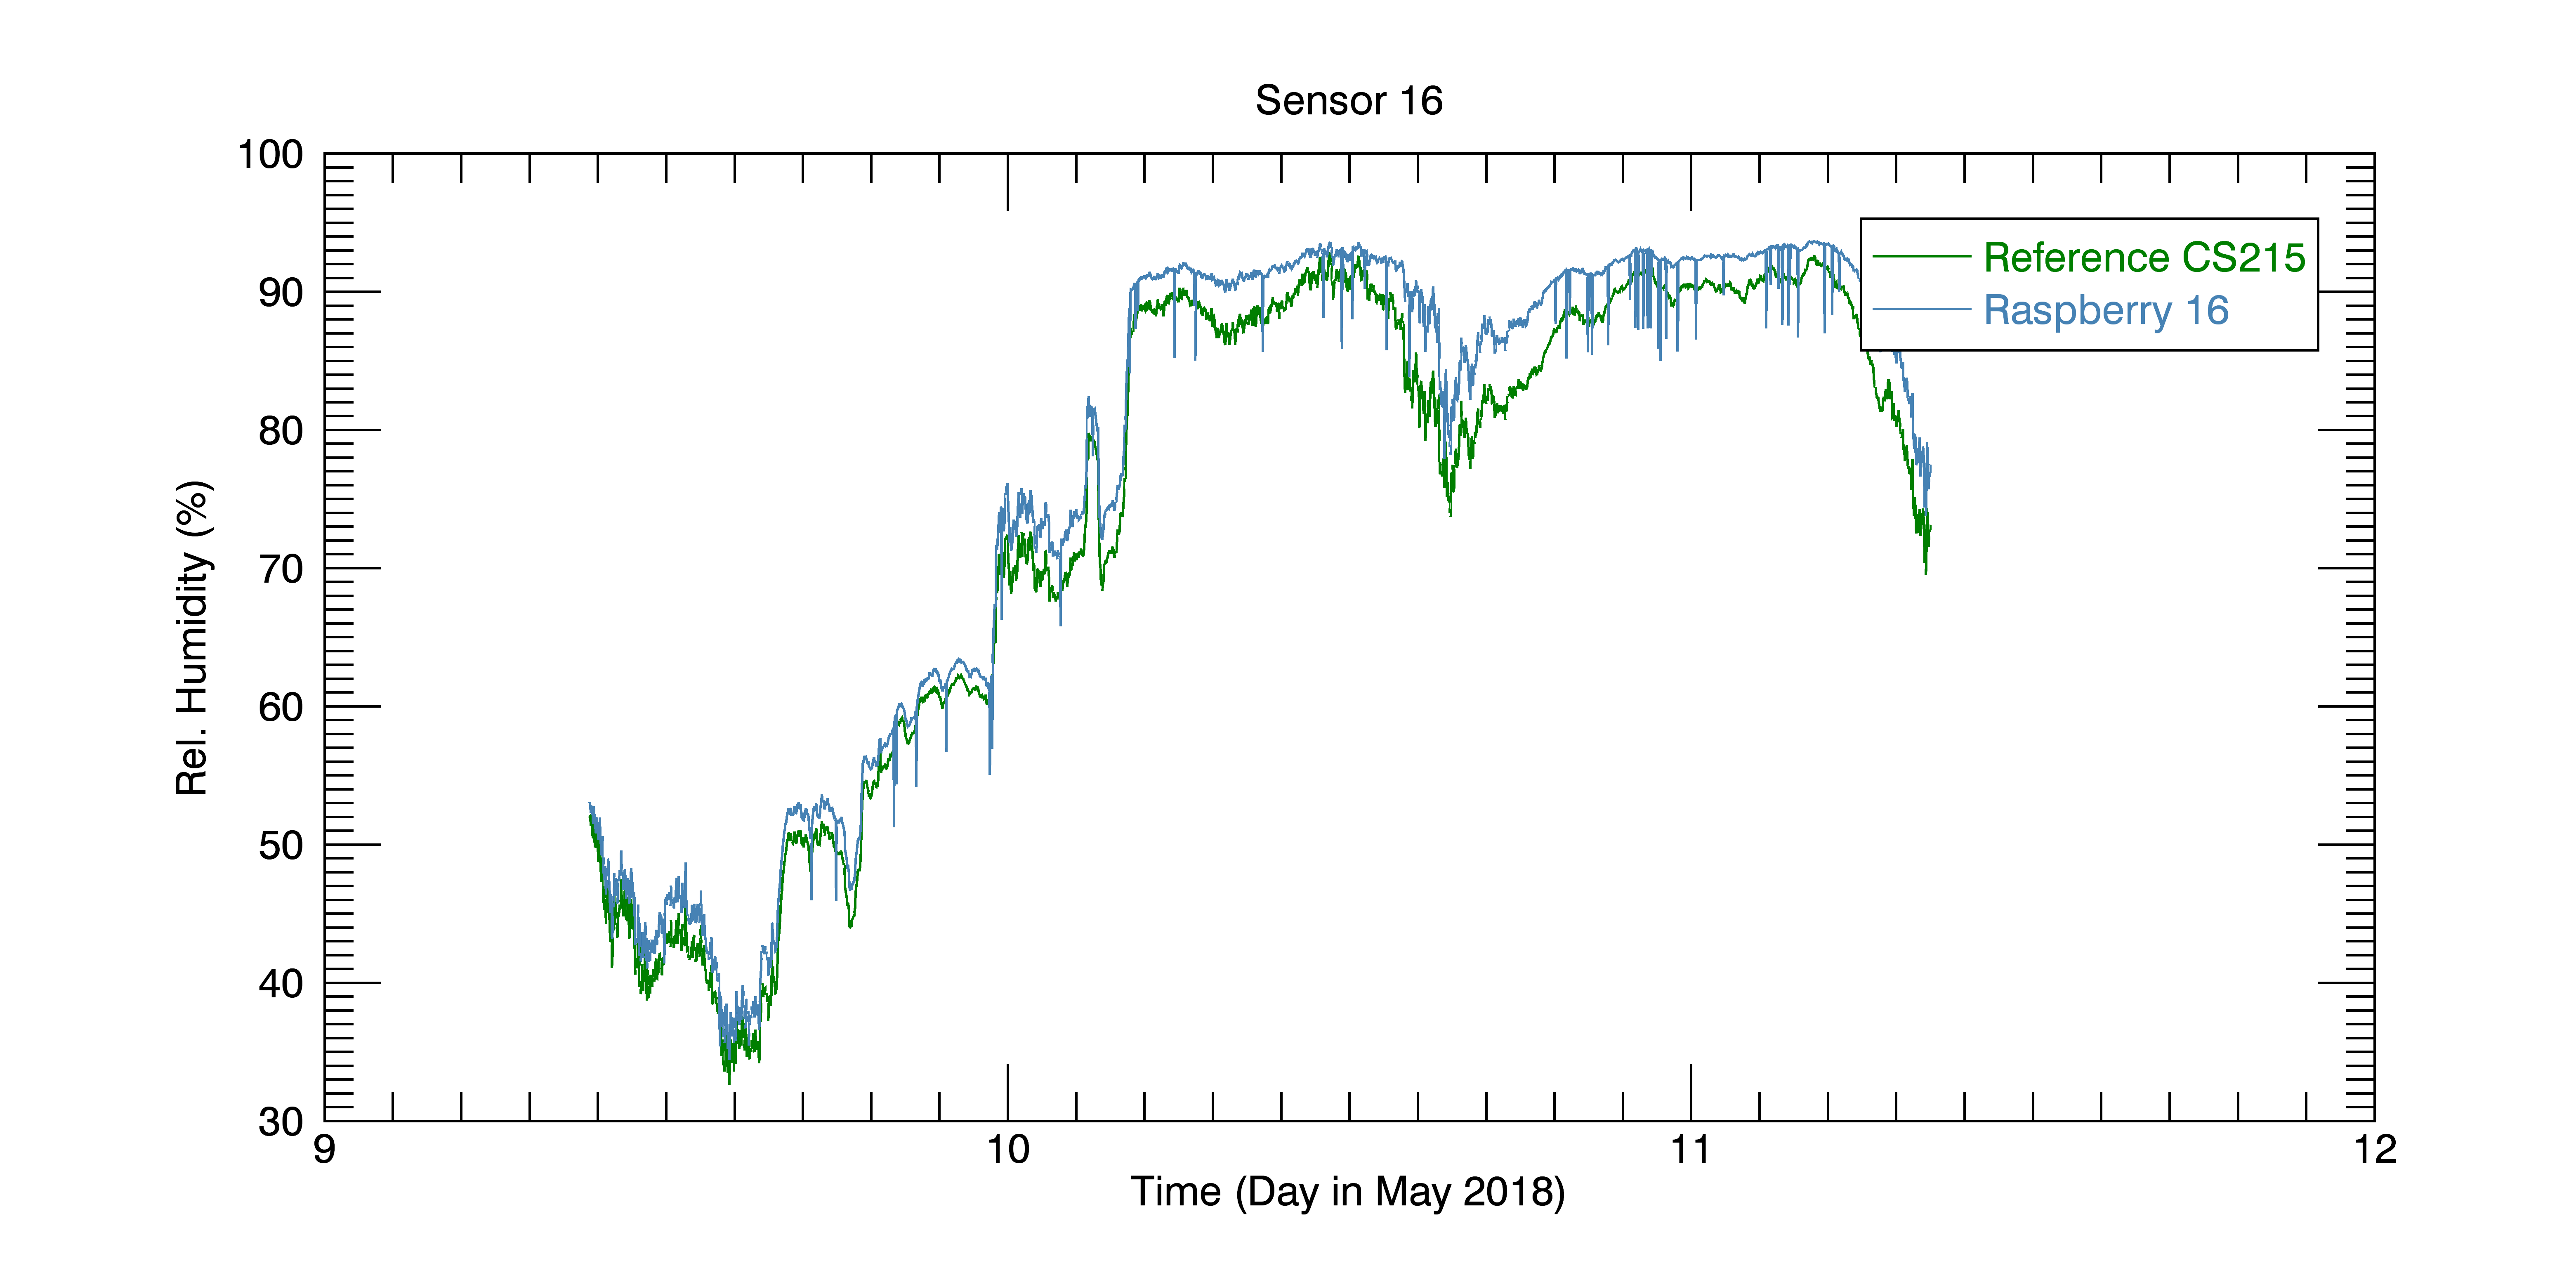 Sensor 16
100
90
80
70
60
50
40
30
Rel. Humidity (%)
Reference CS215
Raspberry 16
9
10
11
12
Time (Day in May 2018)